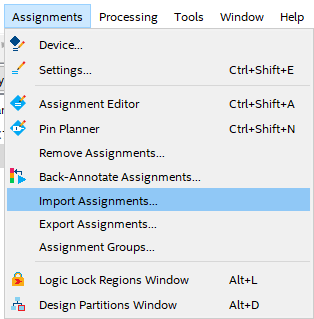 Assignments Processing Tools Window Help
Device...
Settings... Ctrl+Shift+E
Assignment Editor Ctrl+Shift+A
Pin Planner Ctrl+Shift+N
Remove Assignments...
Back-Annotate Assignments...
Import Assignments...
Export Assignments...
Assignment Groups...
Logic Lock Regions Window Alt+L
Design Partitions Window Alt+D